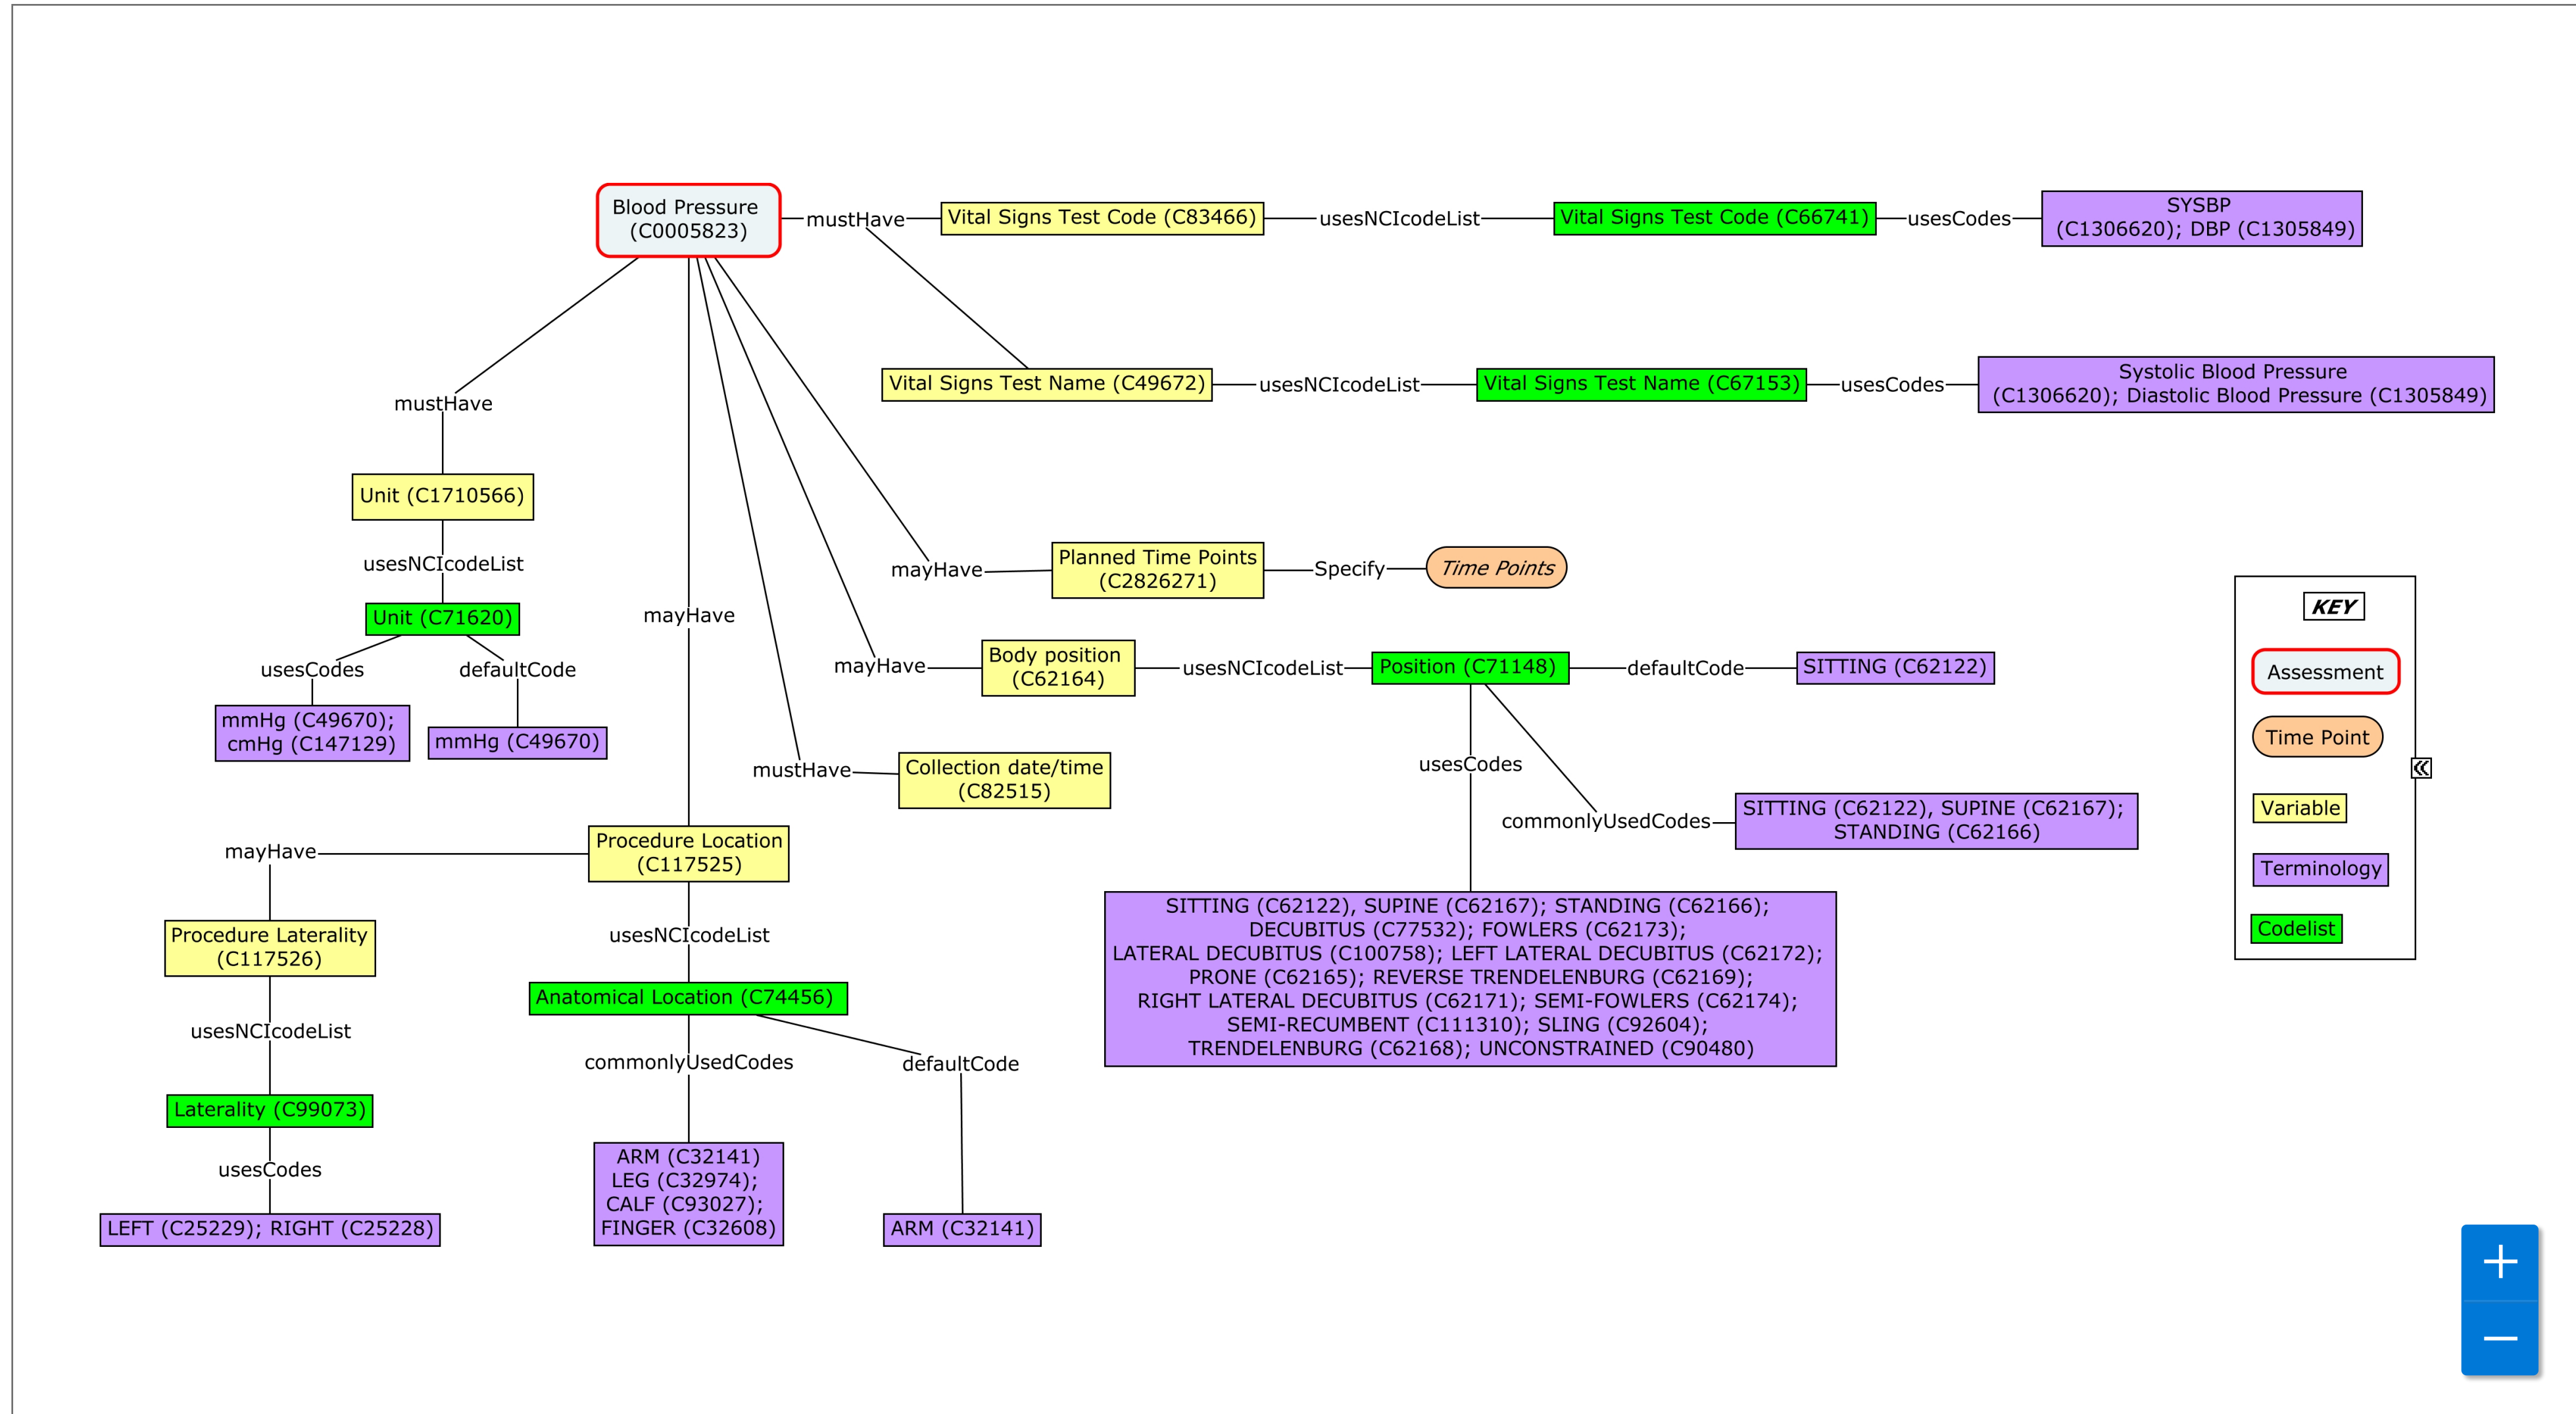 Blood Pressure
(C0005823)
mustHave
Vital Signs Test Code (C83466)
usesNCIcodeList
Vital Signs Test Code (C66741)
usesCodes
SYSBP
(C1306620); DBP (C1305849)
Vital Signs Test Name (C49672)
usesNCIcodeList
Vital Signs Test Name (C67153)
usesCodes
Systolic Blood Pressure
(C1306620); Diastolic Blood Pressure (C1305849)
mustHave
Unit (C1710566)
usesNCIcodeList
Unit (C71620)
usesCodes
defaultCode
mmHg (C49670);
cmHg (C147129)
mmHg (C49670)
mayHave
Planned Time Points
(C2826271)
Specify
Time Points
mayHave
Body position
(C62164)
usesNCIcodeList
Position (C71148)
defaultCode
SITTING (C62122)
usesCodes
commonlyUsedCodes
SITTING (C62122), SUPINE (C62167);
STANDING (C62166)
SITTING (C62122), SUPINE (C62167); STANDING (C62166);
DECUBITUS (C77532); FOWLERS (C62173);
LATERAL DECUBITUS (C100758); LEFT LATERAL DECUBITUS (C62172);
PRONE (C62165); REVERSE TRENDELENBURG (C62169);
RIGHT LATERAL DECUBITUS (C62171); SEMI-FOWLERS (C62174);
SEMI-RECUMBENT (C111310); SLING (C92604);
TRENDELENBURG (C62168); UNCONSTRAINED (C90480)
mustHave
Collection date/time
(C82515)
mayHave
Procedure Location
(C117525)
mayHave
Procedure Laterality
(C117526)
usesNCIcodeList
Laterality (C99073)
usesCodes
LEFT (C25229); RIGHT (C25228)
usesNCIcodeList
Anatomical Location (C74456)
commonlyUsedCodes
defaultCode
ARM (C32141)
LEG (C32974);
CALF (C93027);
FINGER (C32608)
ARM (C32141)
KEY
Assessment
Time Point
Variable
Terminology
Codelist